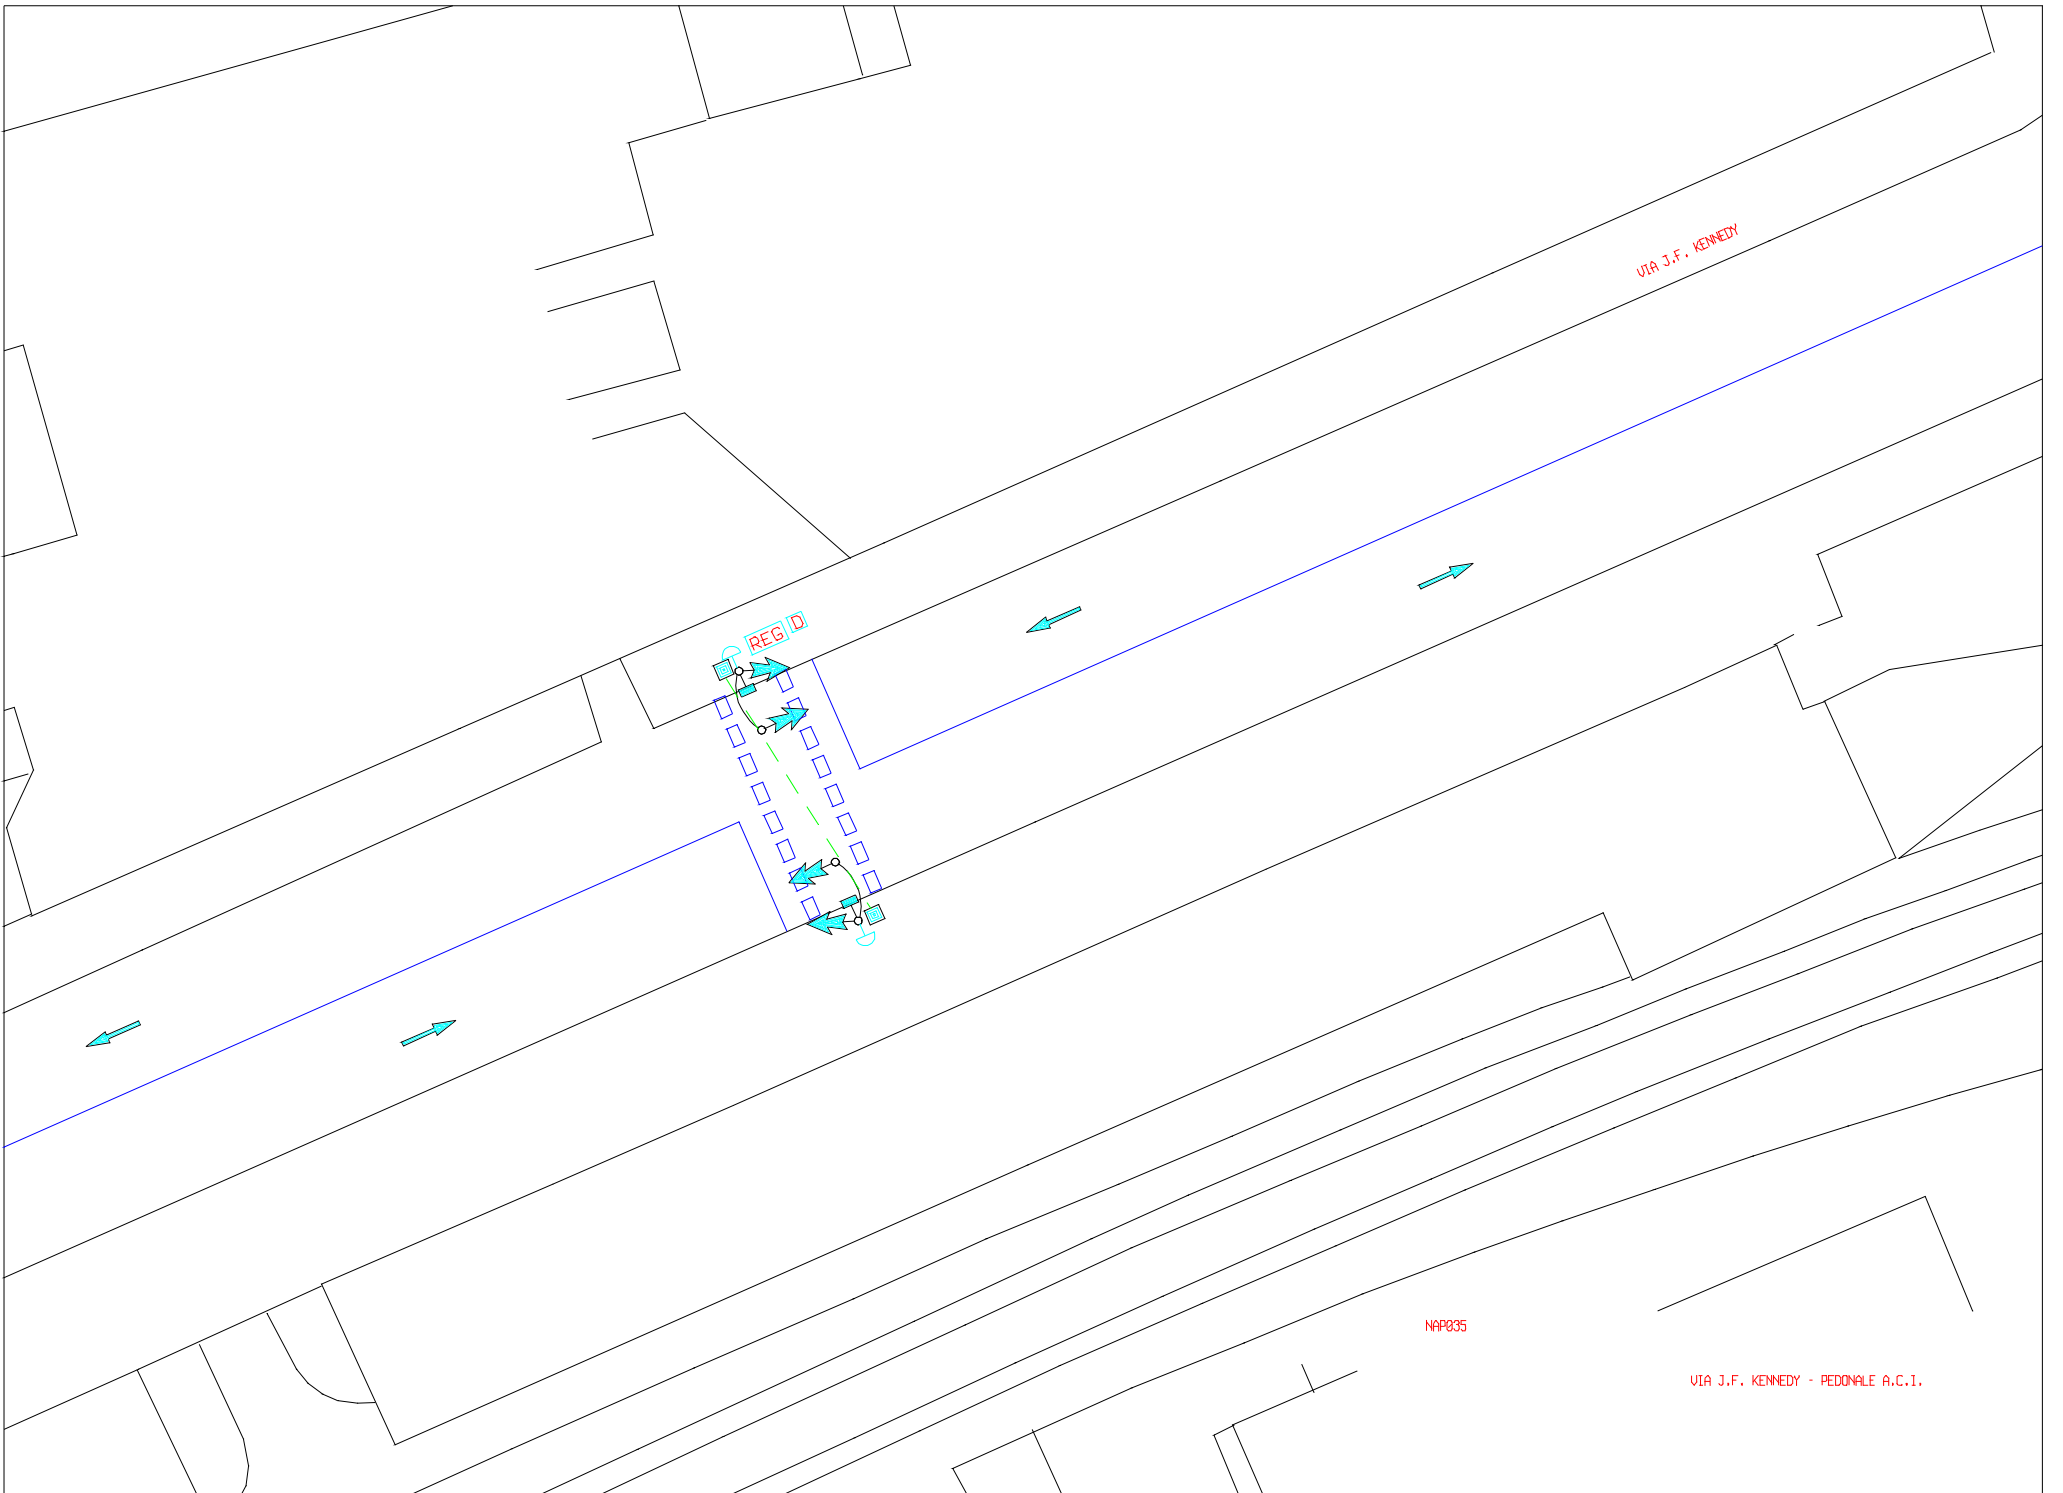 VIA J.F. KENNEDY
REG D
NAP035
VIA J.F. KENNEDY - PEDONALE A.C.I.